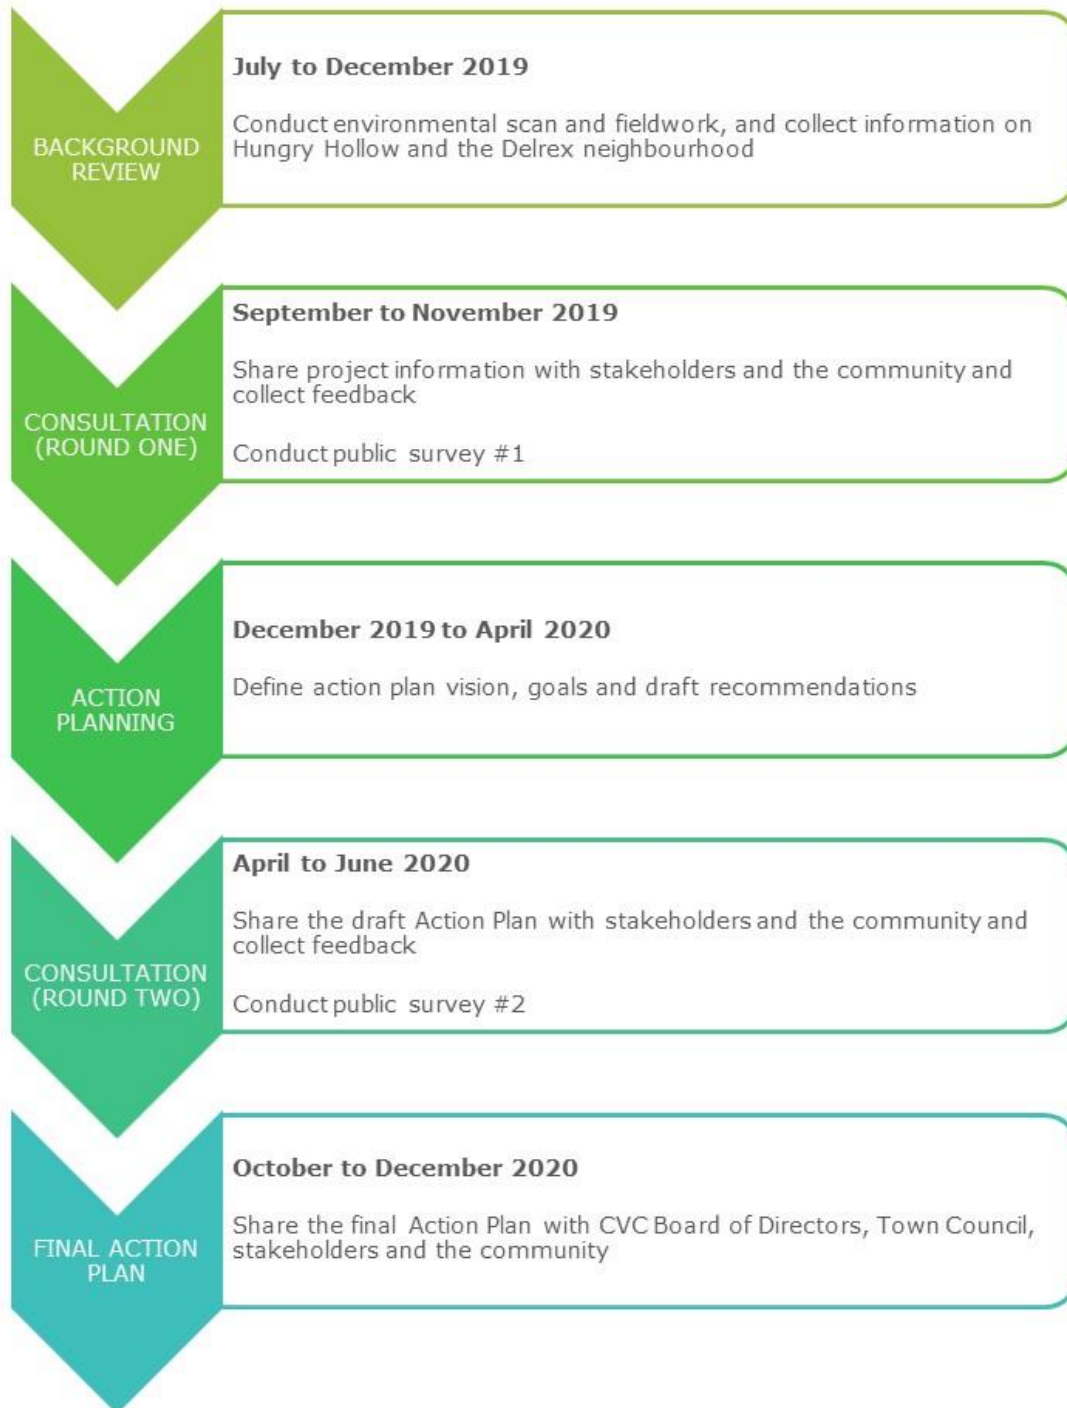 BACKGROUND
REVIEW
July to December 2019
Conduct environmental scan and fieldwork, and collect information on
Hungry Hollow and the Delrex neighbourhood
CONSULTATION
(ROUND ONE)
September to November 2019
Share project information with stakeholders and the community and
collect feedback
Conduct public survey #1
ACTION
PLANNING
December 2019 to April 2020
Define action plan vision, goals and draft recommendations
CONSULTATION
(ROUND TWO)
April to June 2020
Share the draft Action Plan with stakeholders and the community and
collect feedback
Conduct public survey #2
FINAL ACTION
PLAN
October to December 2020
Share the final Action Plan with CVC Board of Directors, Town Council,
stakeholders and the community